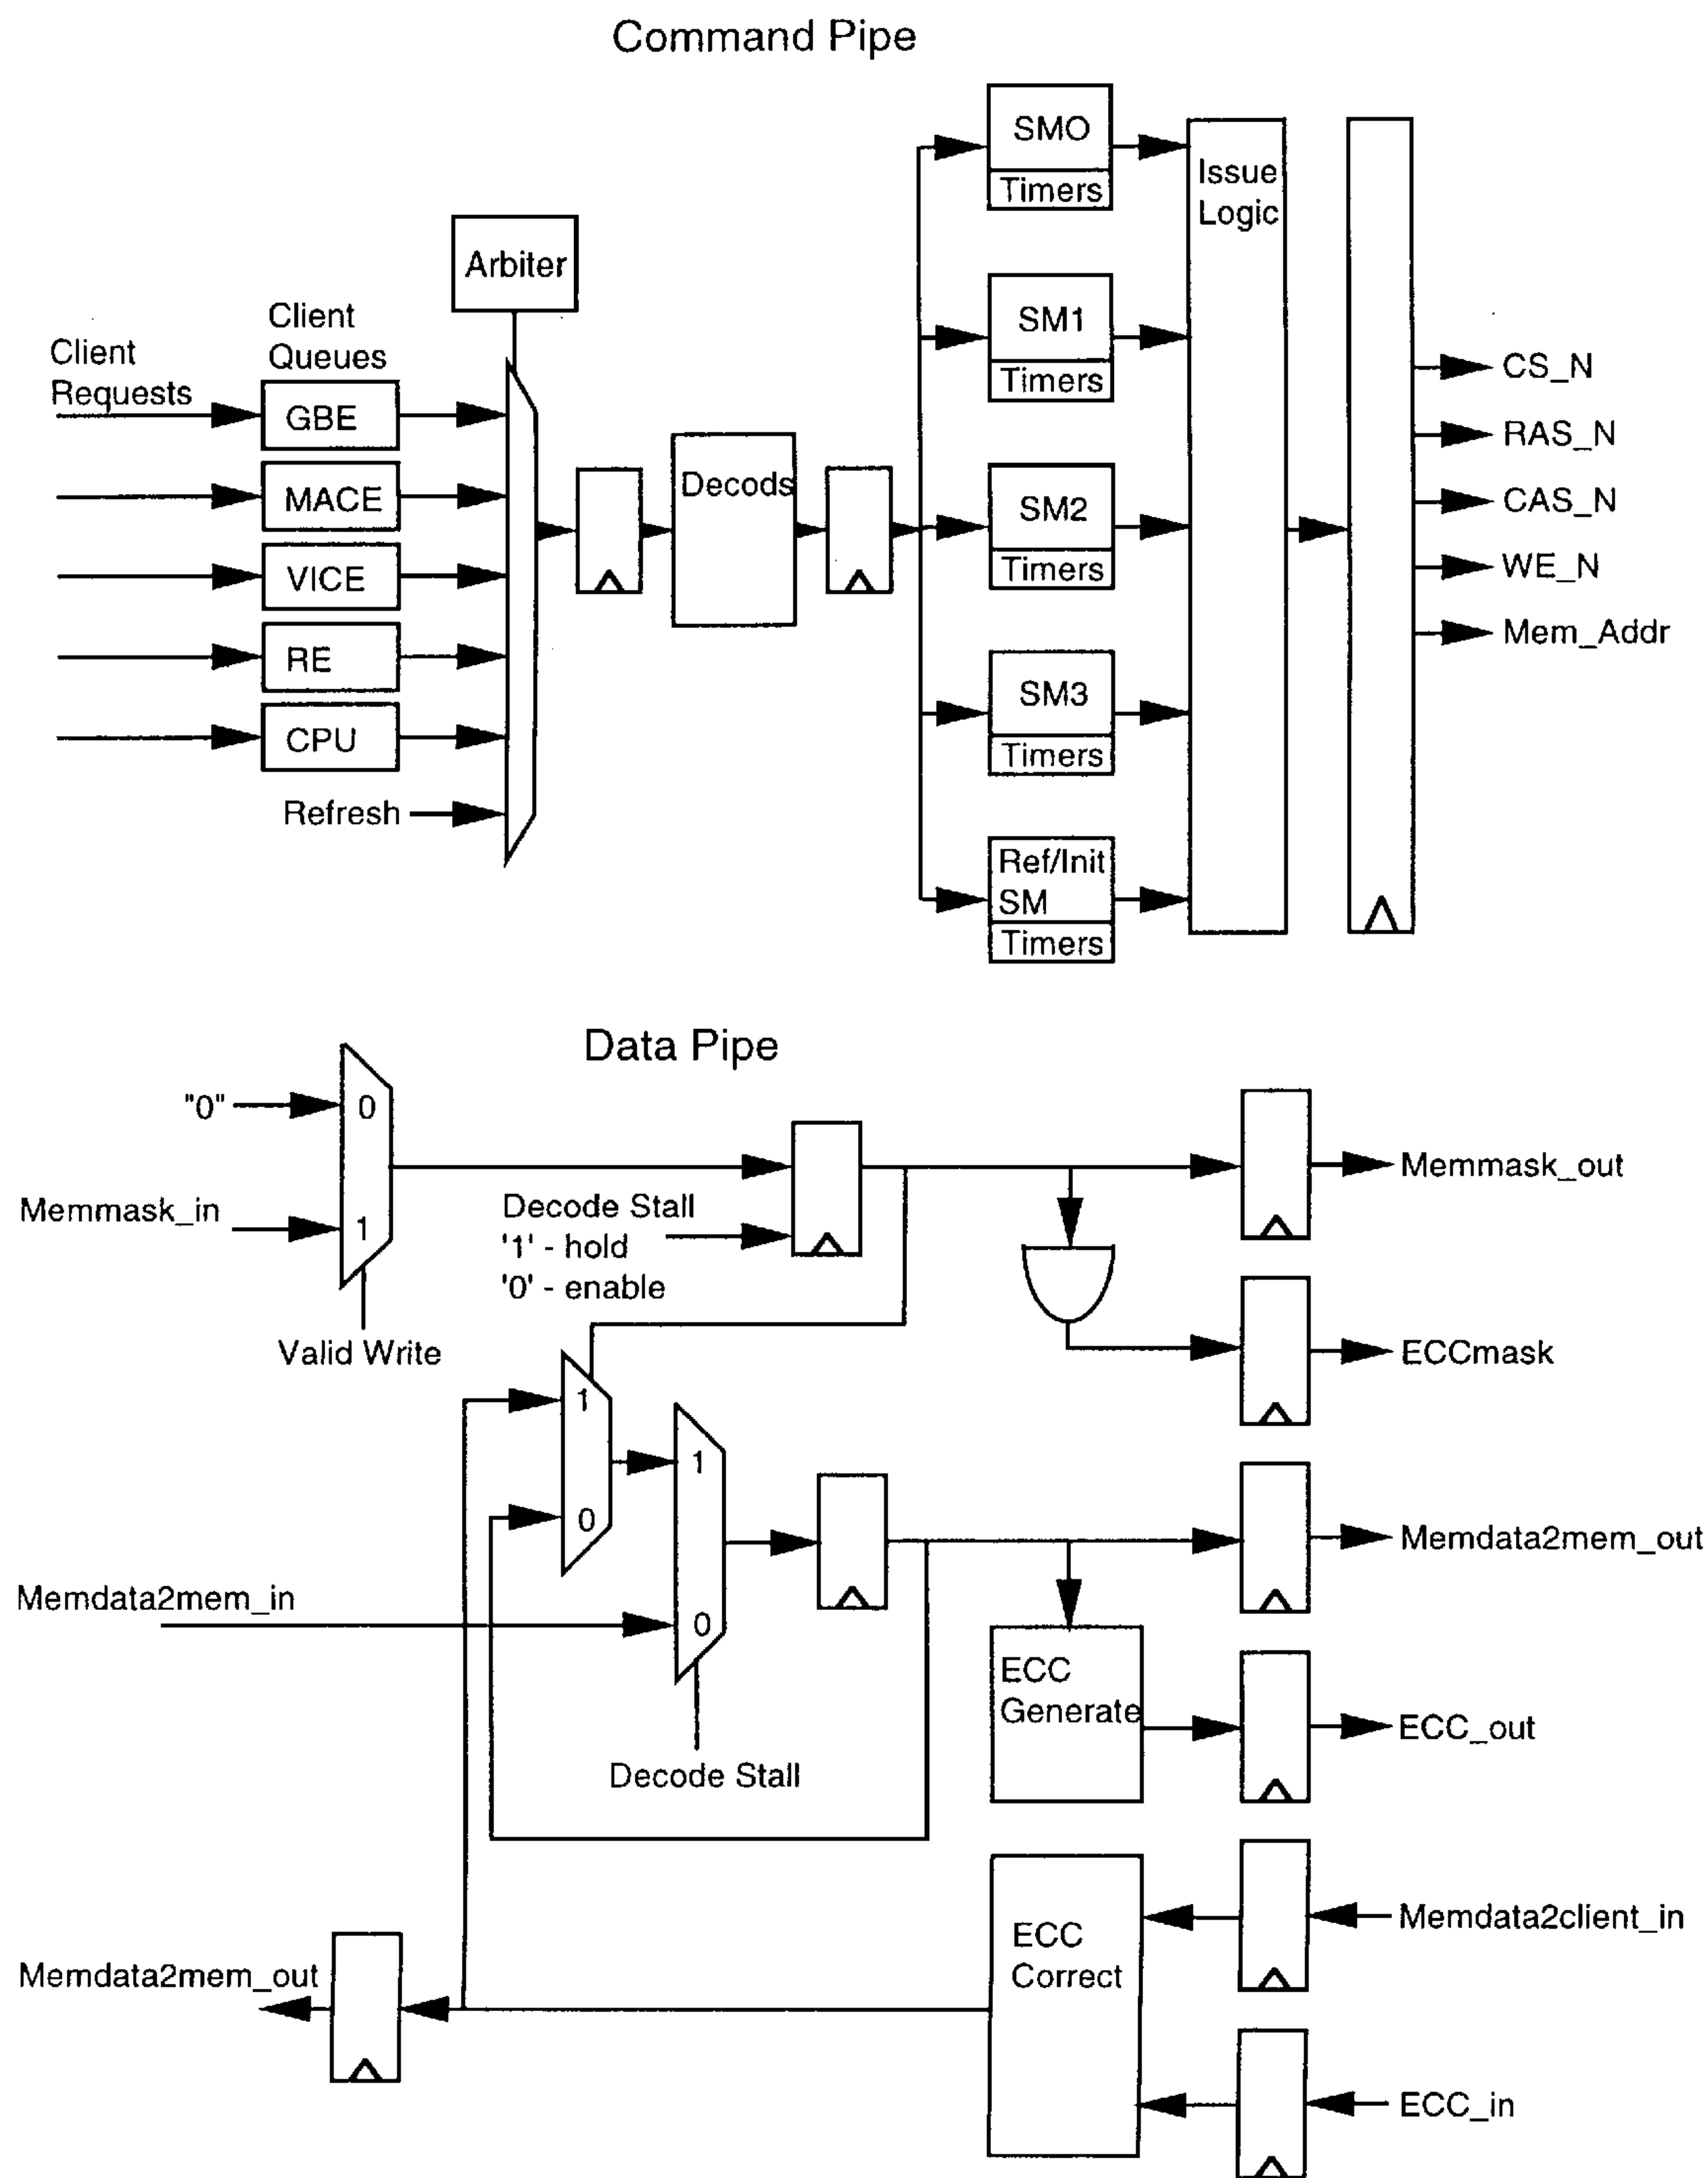 Command Pipe
SMO
Timers
Issue
Logic
Arbiter
SM1
Timers
Client
Queues
Client
Requests
GBE
MACE
VICE
RE
CPU
Refresh
Decods
SM2
Timers
SM3
Timers
Ref/Init
SM
Timers
CS_N
RAS_N
CAS_N
WE_N
Mem_Addr
Data Pipe
"0"
0
Memmask_in
1
Valid Write
Decode Stall
'1' - hold
'0' - enable
Memmask_out
ECCmask
1
0
1
0
Memdata2mem_in
Decode Stall
Memdata2mem_out
ECC
Generate
ECC_out
ECC
Correct
Memdata2client_in
Memdata2mem_out
ECC_in